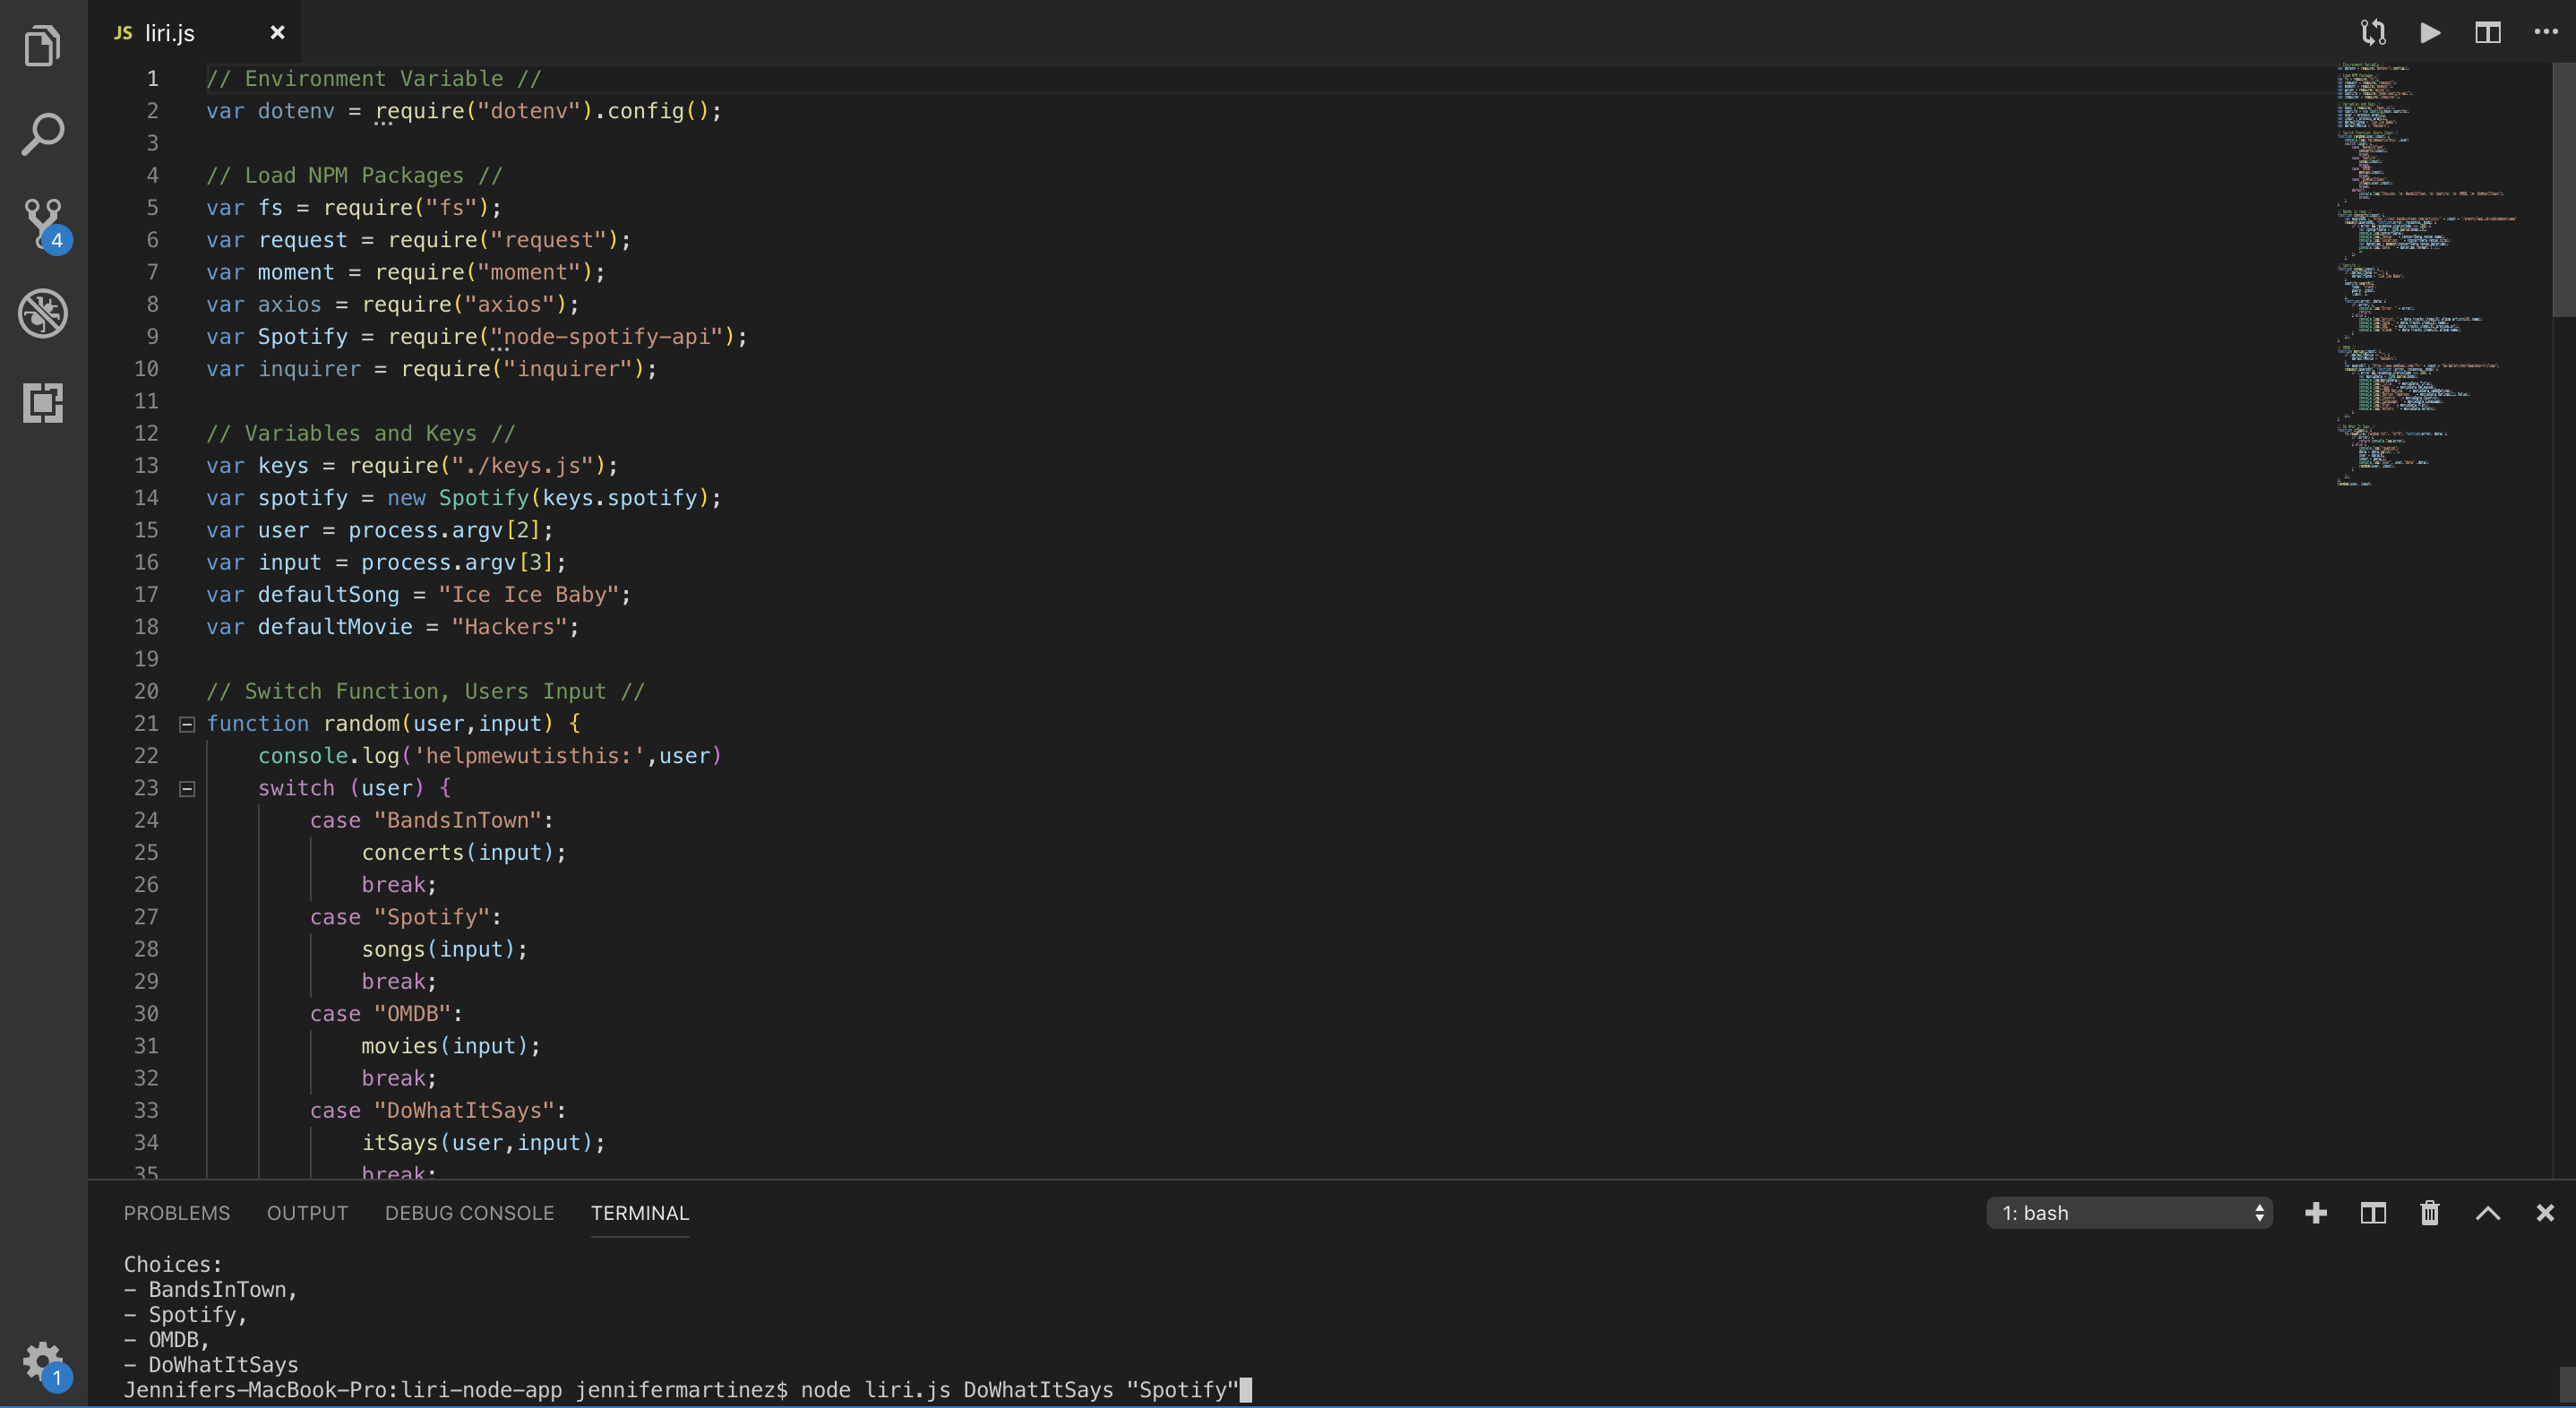 JS liri.js
1 // Environment Variable //
2 var dotenv = require("dotenv").config();
3
4 // Load NPM Packages //
5 var fs = require("fs");
6 var request = require("request");
7 var moment = require("moment");
8 var axios = require("axios");
9 var Spotify = require("node-spotify-api");
10 var inquirer = require("inquirer");
11
12 // Variables and Keys //
13 var keys = require("./keys.js");
14 var spotify = new Spotify(keys.spotify);
15 var user = process.argv[2];
16 var input = process.argv[3];
17 var defaultSong = "Ice Ice Baby";
18 var defaultMovie = "Hackers";
19
20 // Switch Function, Users Input //
21 function random(user,input) {
22 console.log('helpmewutisthis:',user)
23 switch (user) {
24 case "BandsInTown":
25 concerts(input);
26 break;
27 case "Spotify":
28 songs(input);
29 break;
30 case "OMDB":
31 movies(input);
32 break;
33 case "DoWhatItSays":
34 itSays(user,input);
35 break;
4
1
PROBLEMS OUTPUT DEBUG CONSOLE TERMINAL 1: bash
Choices:
- BandsInTown,
- Spotify,
- OMDB,
- DoWhatItSays
Jennifers-MacBook-Pro:liri-node-app jennifermartinez$ node liri.js DoWhatItSays "Spotify"